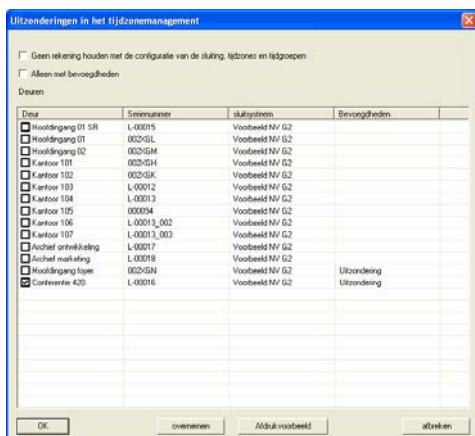 Uitzonderingen in het tijdzonemanagement
Geen rekening houden met de configuratie van de sluiting, tijdzones en tijdgroepen
Alleen met bevoegdheden
Deuren
Deur Serienummer sluitsysteem Bevoegdheden
Hoofdingang 01 SR L-00015 Voorbeeld NV G2
Hoofdingang 01 002XGL Voorbeeld NV G2
Hoofdingang 02 002XGM Voorbeeld NV G2
Kantoor 101 002XGH Voorbeeld NV G2
Kantoor 102 002XGK Voorbeeld NV G2
Kantoor 103 L-00012 Voorbeeld NV G2
Kantoor 104 L-00013 Voorbeeld NV G2
Kantoor 105 000094 Voorbeeld NV G2
Kantoor 106 L-00013_002 Voorbeeld NV G2
Kantoor 107 L-00013_003 Voorbeeld NV G2
Archief ontwikkeling L-00017 Voorbeeld NV G2
Archief marketing L-00018 Voorbeeld NV G2
Hoofdingang foyer 002XGN Voorbeeld NV G2 Uitzondering
Conferentie 420 L-00016 Voorbeeld NV G2 Uitzondering
OK overnemen Afdrukvoorbeeld afbreken